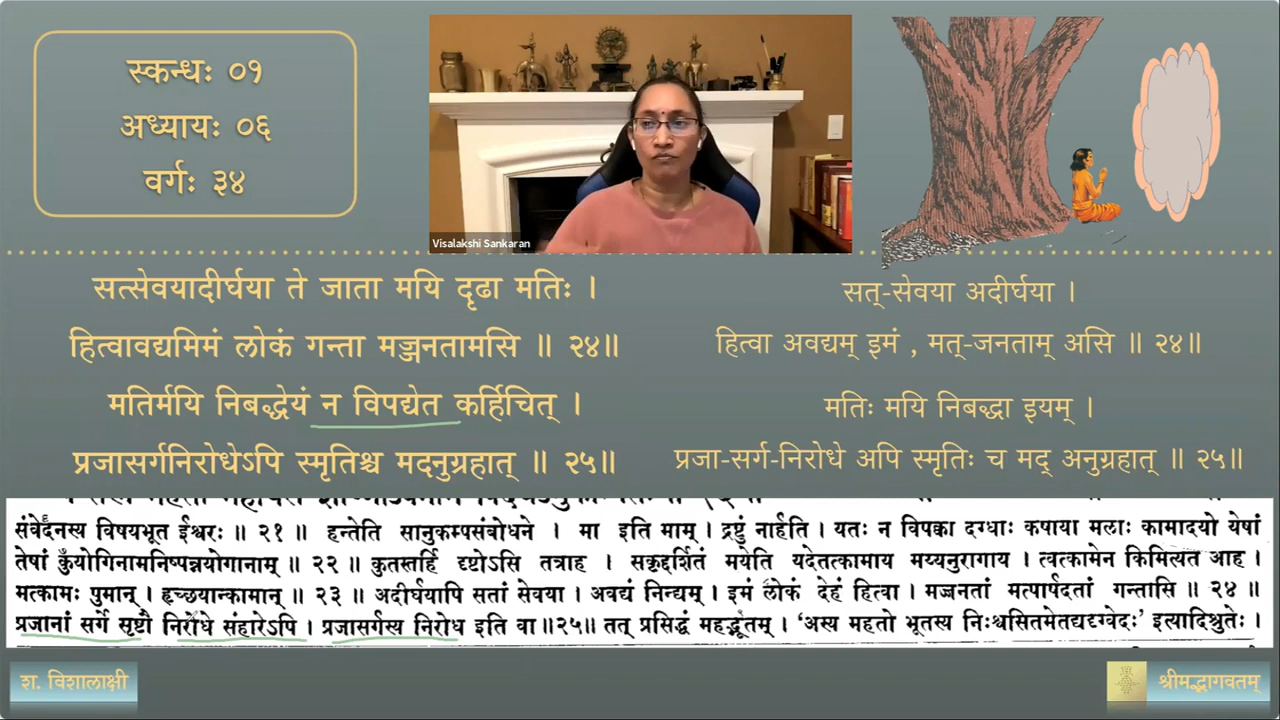 स्कन्धः ०१
अध्यायः ०६
वर्गः ३४
Visalakshi Sankaran
सत्सेवयादीर्घया ते जाता मयि दृढा मतिः ।
हित्वावद्यमिमं लोकं गन्ता मज्जनतामसि ॥ २४॥
मतिर्मयि निबद्धेयं न विपद्येत कर्हिचित् ।
प्रजासर्गनिरोधेऽपि स्मृतिश्च मदनुग्रहात् ॥ २५॥
सत्-सेवया अदीर्घया ।
हित्वा अवद्यम् इमं , मत्-जनताम् असि ॥ २४॥
मतिः मयि निबद्धा इयम् ।
प्रजा-सर्ग-निरोधे अपि स्मृतिः च मद् अनुग्रहात् ॥ २५॥
संवेदनस्य विषयभूत ईश्वरः ॥ २१ ॥ हन्तेति सानुकम्पसंबोधने । मा इति माम् । द्रष्टुं नार्हति । यतः न विपक्वा दग्धाः कषाया मलाः कामादयो येषां
तेषां कुयोगिनामनिष्पन्नयोगानाम् ॥ २२ ॥ कुतस्तर्हि दृष्टोऽसि तत्राह । सकृद्दर्शितं मयेति यदेतत्कामाय मय्यनुरागाय । त्वत्कामेन किमित्यत आह ।
मत्कामः पुमान् । हृच्छयान्कामान् ॥ २३ ॥ अदीर्घयापि सतां सेवया । अवद्यं निन्द्यम् । इमं लोकं देहं हित्वा । मज्जनतां मत्पार्षदतां गन्तासि ॥ २४ ॥
प्रजानां सर्गे सृष्टौ निरोधे संहारेऽपि । प्रजासर्गस्य निरोध इति वा ॥२५॥ तत् प्रसिद्धं महद्भूतम् । ‘अस्य महतो भूतस्य निःश्वसितमेतद्यदृग्वेदः’ इत्यादिश्रुतेः ।
श. विशालाक्षी
श्रीमद्भागवतम्